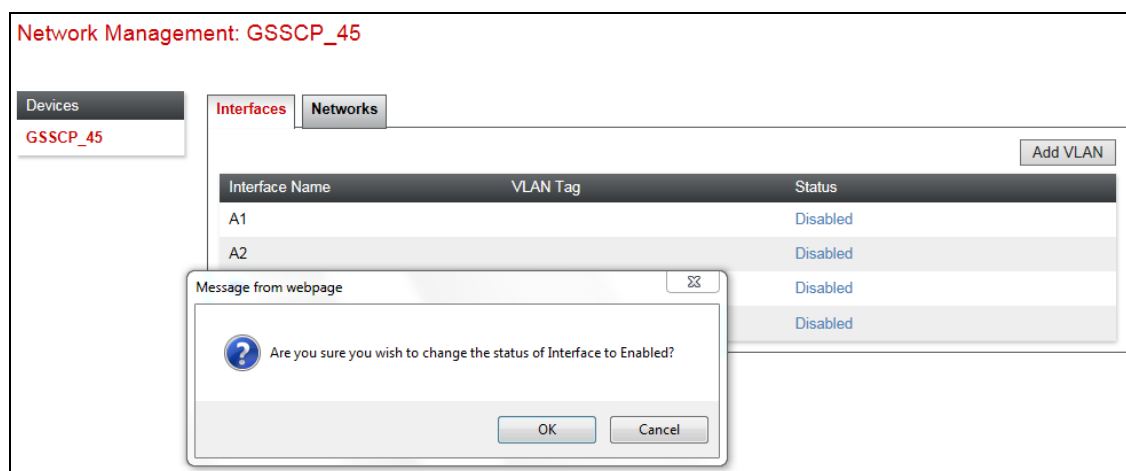 Network Management: GSSCP_45
Devices
GSSCP_45
Interfaces Networks
Add VLAN
Interface Name VLAN Tag Status
A1 Disabled
A2 Disabled
Disabled
Disabled
Message from webpage
Are you sure you wish to change the status of Interface to Enabled?
OK Cancel